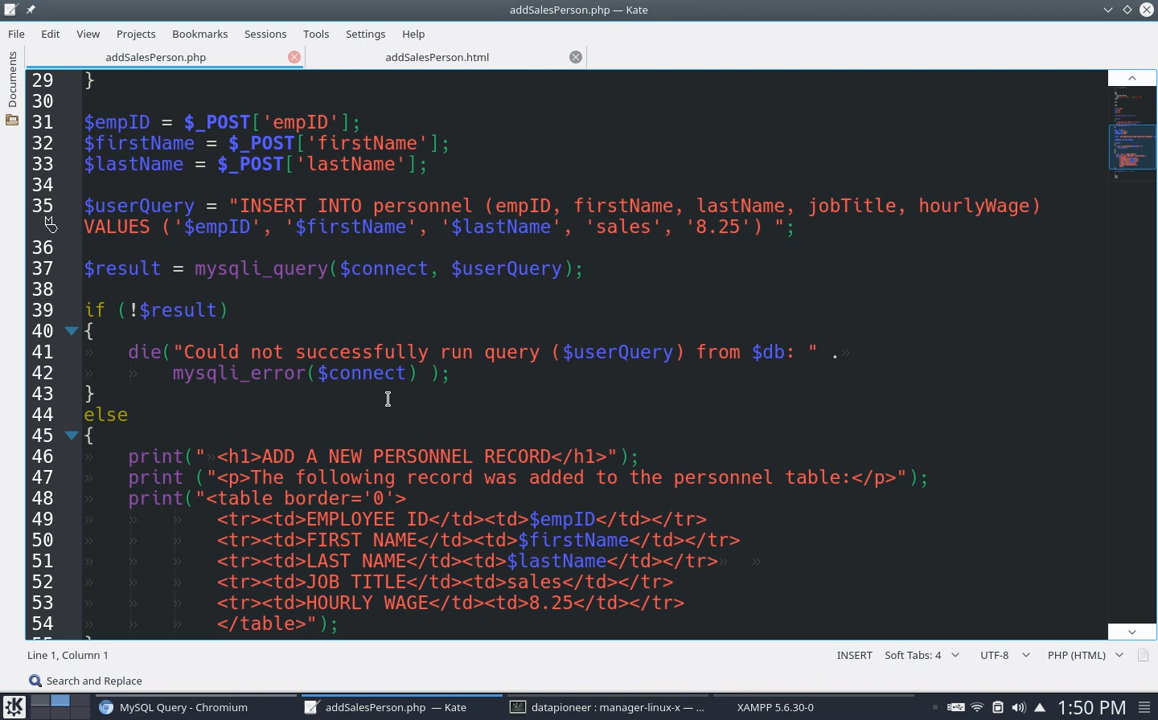 addSalesPerson.php — Kate
File Edit View Projects Bookmarks Sessions Tools Settings Help
Documents
addSalesPerson.php addSalesPerson.html
29 }
30
31 $empID = $_POST['empID'];
32 $firstName = $_POST['firstName'];
33 $lastName = $_POST['lastName'];
34
35 $userQuery = "INSERT INTO personnel (empID, firstName, lastName, jobTitle, hourlyWage)
VALUES ('$empID', '$firstName', '$lastName', 'sales', '8.25') ";
36
37 $result = mysqli_query($connect, $userQuery);
38
39 if (!$result)
40 {
41 die("Could not successfully run query ($userQuery) from $db: " .
42 mysqli_error($connect) );
43 }
44 else
45 {
46 print(" <h1>ADD A NEW PERSONNEL RECORD</h1>");
47 print ("<p>The following record was added to the personnel table:</p>");
48 print("<table border='0'>
49 <tr><td>EMPLOYEE ID</td><td>$empID</td></tr>
50 <tr><td>FIRST NAME</td><td>$firstName</td></tr>
51 <tr><td>LAST NAME</td><td>$lastName</td></tr>
52 <tr><td>JOB TITLE</td><td>sales</td></tr>
53 <tr><td>HOURLY WAGE</td><td>8.25</td></tr>
54 </table>");
Line 1, Column 1 INSERT Soft Tabs: 4 UTF-8 PHP (HTML)
Search and Replace
MySQL Query - Chromium addSalesPerson.php — Kate datapioneer : manager-linux-x — ... XAMPP 5.6.30-0 1:50 PM